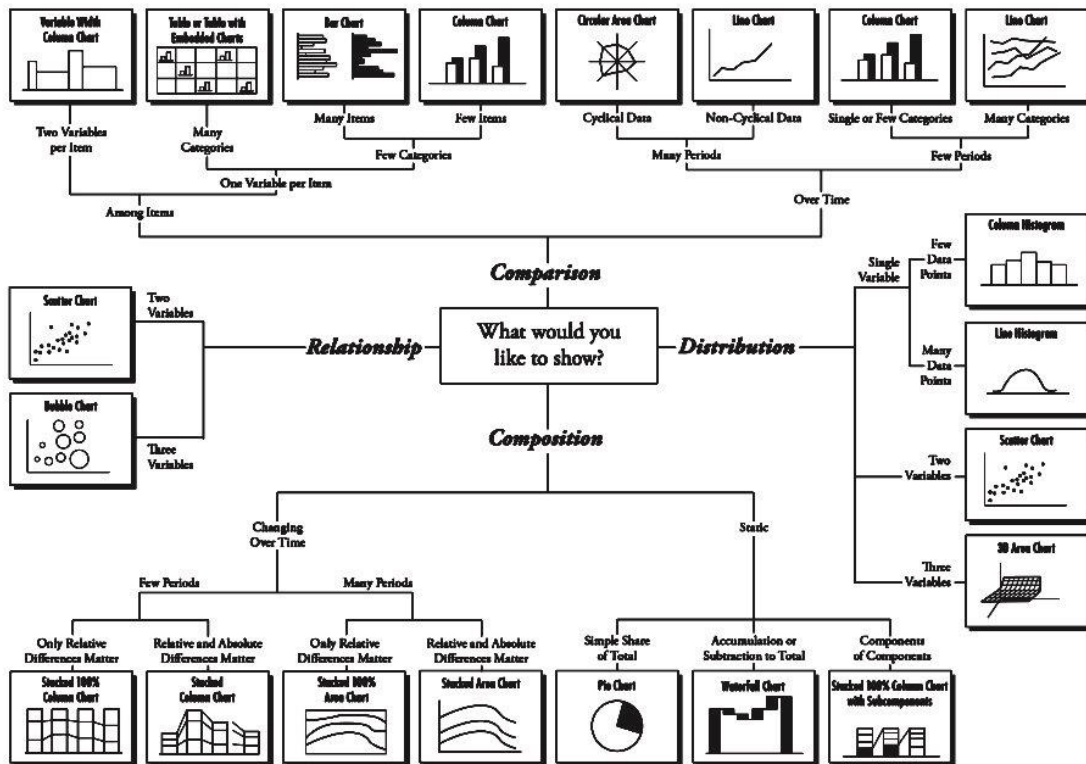 Variable Width
Column Chart
Table or Table with
Embedded Charts
Bar Chart
Column Chart
Circular Area Chart
Line Chart
Column Chart
Line Chart
Two Variables
per Item
Many
Categories
Many Items
Few Items
Cyclical Data
Non-Cyclical Data
Single or Few Categories
Many Categories
Few Categories
Many Periods
Few Periods
One Variable per Item
Among Items
Over Time
Comparison
What would you
like to show?
Relationship
Two
Variables
Scatter Chart
Bubble Chart
Three
Variables
Distribution
Single
Variable
Few
Data
Points
Column Histogram
Many
Data
Points
Line Histogram
Two
Variables
Scatter Chart
Three
Variables
3D Area Chart
Composition
Changing
Over Time
Static
Few Periods
Many Periods
Only Relative
Differences Matter
Relative and Absolute
Differences Matter
Only Relative
Differences Matter
Relative and Absolute
Differences Matter
Simple Share
of Total
Accumulation or
Subtraction to Total
Components
of Components
Stacked 100%
Column Chart
Stacked
Column Chart
Stacked 100%
Area Chart
Stacked Area Chart
Pie Chart
Waterfall Chart
Stacked 100% Column Chart
with Subcomponents